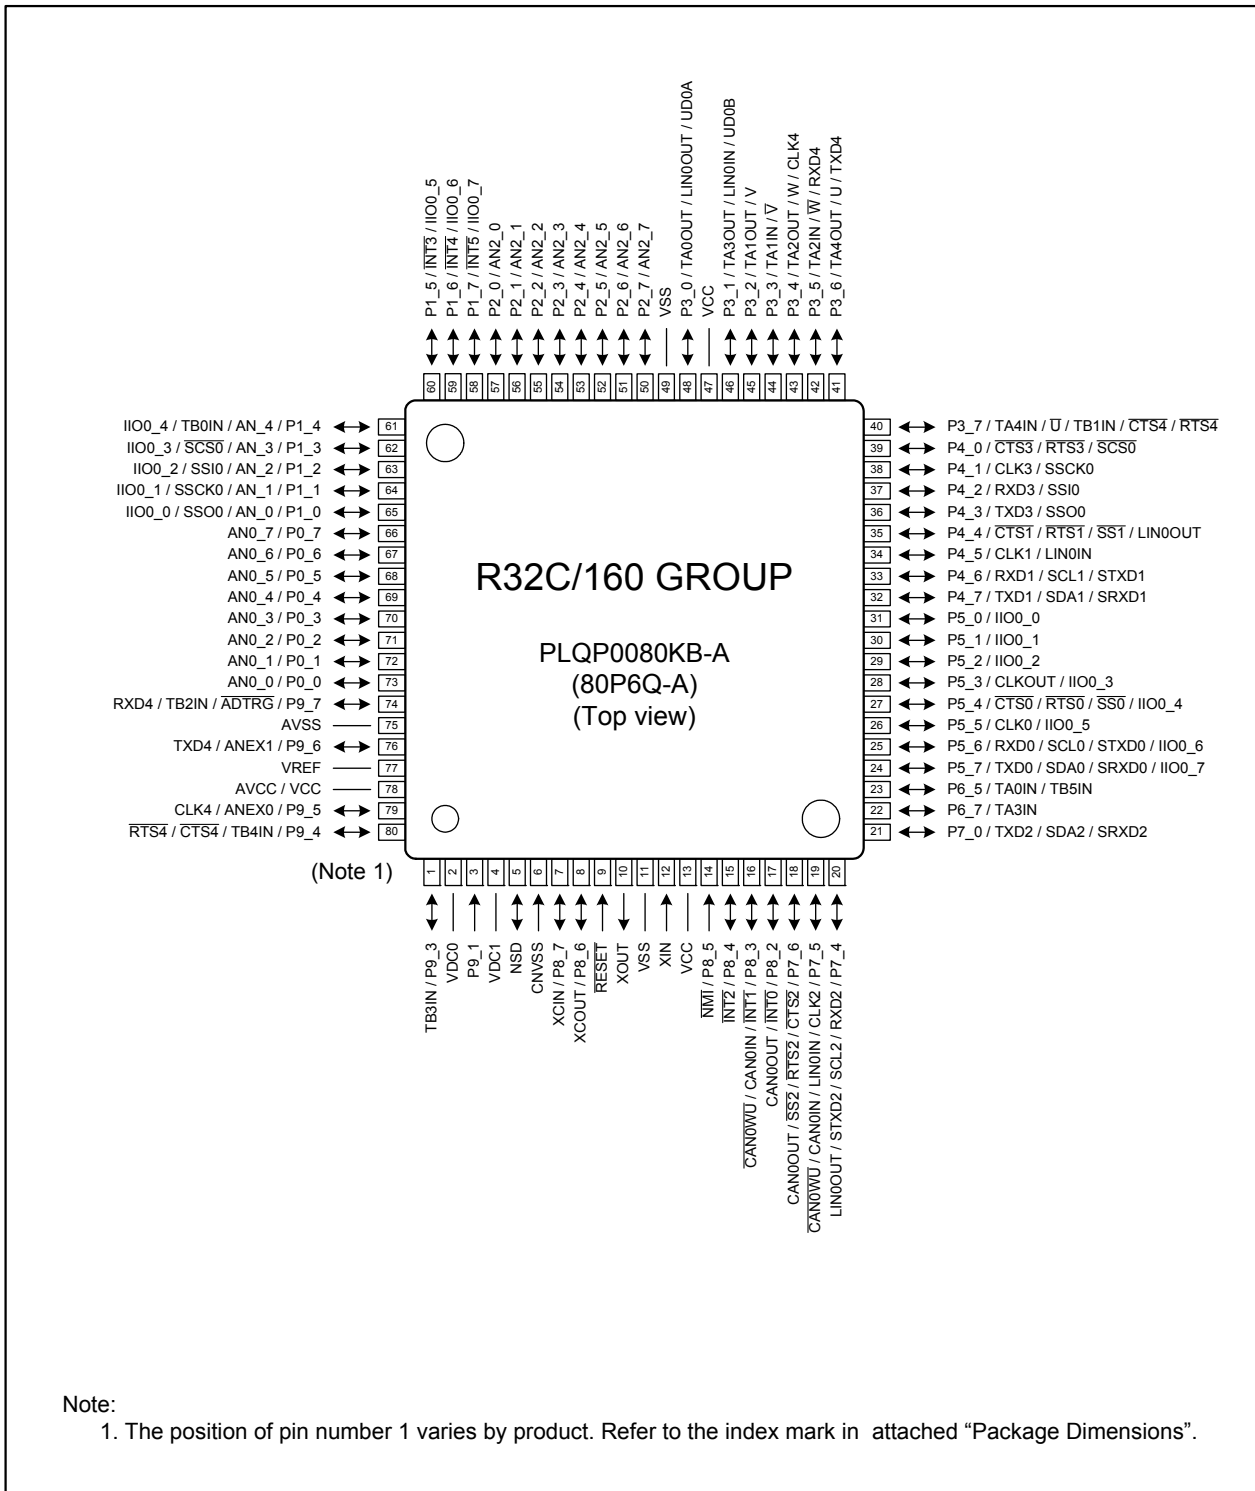 P1_5 / INT3 / IIO0_5
P1_6 / INT4 / IIO0_6
P1_7 / INT5 / IIO0_7
P2_0 / AN2_0
P2_1 / AN2_1
P2_2 / AN2_2
P2_3 / AN2_3
P2_4 / AN2_4
P2_5 / AN2_5
P2_6 / AN2_6
P2_7 / AN2_7
VSS
P3_0 / TA0OUT / LIN0OUT / UD0A
VCC
P3_1 / TA3OUT / LIN0IN / UD0B
P3_2 / TA1OUT / V
P3_3 / TA1IN / V̅
P3_4 / TA2OUT / W / CLK4
P3_5 / TA2IN / W̅ / RXD4
P3_6 / TA4OUT / U / TXD4
60 59 58 57 56 55 54 53 52 51 50 49 48 47 46 45 44 43 42 41
IIO0_4 / TB0IN / AN_4 / P1_4 61
IIO0_3 / SCS0 / AN_3 / P1_3 62
IIO0_2 / SSI0 / AN_2 / P1_2 63
IIO0_1 / SSCK0 / AN_1 / P1_1 64
IIO0_0 / SSO0 / AN_0 / P1_0 65
AN0_7 / P0_7 66
AN0_6 / P0_6 67
AN0_5 / P0_5 68
AN0_4 / P0_4 69
AN0_3 / P0_3 70
AN0_2 / P0_2 71
AN0_1 / P0_1 72
AN0_0 / P0_0 73
RXD4 / TB2IN / ADTRG / P9_7 74
AVSS 75
TXD4 / ANEX1 / P9_6 76
VREF 77
AVCC / VCC 78
CLK4 / ANEX0 / P9_5 79
RTS4 / CTS4 / TB4IN / P9_4 80
R32C/160 GROUP
PLQP0080KB-A
(80P6Q-A)
(Top view)
40 P3_7 / TA4IN / U̅ / TB1IN / CTS4 / RTS4
39 P4_0 / CTS3 / RTS3 / SCS0
38 P4_1 / CLK3 / SSCK0
37 P4_2 / RXD3 / SSI0
36 P4_3 / TXD3 / SSO0
35 P4_4 / CTS1 / RTS1 / SS1 / LIN0OUT
34 P4_5 / CLK1 / LIN0IN
33 P4_6 / RXD1 / SCL1 / STXD1
32 P4_7 / TXD1 / SDA1 / SRXD1
31 P5_0 / IIO0_0
30 P5_1 / IIO0_1
29 P5_2 / IIO0_2
28 P5_3 / CLKOUT / IIO0_3
27 P5_4 / CTS0 / RTS0 / SS0 / IIO0_4
26 P5_5 / CLK0 / IIO0_5
25 P5_6 / RXD0 / SCL0 / STXD0 / IIO0_6
24 P5_7 / TXD0 / SDA0 / SRXD0 / IIO0_7
23 P6_5 / TA0IN / TB5IN
22 P6_7 / TA3IN
21 P7_0 / TXD2 / SDA2 / SRXD2
(Note 1)
1 2 3 4 5 6 7 8 9 10 11 12 13 14 15 16 17 18 19 20
TB3IN / P9_3
VDC0
P9_1
VDC1
NSD
CNVSS
XCIN / P8_7
XCOUT / P8_6
RESET
XOUT
VSS
XIN
VCC
NMI / P8_5
INT2 / P8_4
CAN0WU / CAN0IN / INT1 / P8_3
CAN0OUT / INT0 / P8_2
CAN0OUT / SS2 / RTS2 / CTS2 / P7_6
CAN0WU / CAN0IN / LIN0IN / CLK2 / P7_5
LIN0OUT / STXD2 / SCL2 / RXD2 / P7_4
Note:
1. The position of pin number 1 varies by product. Refer to the index mark in attached “Package Dimensions”.